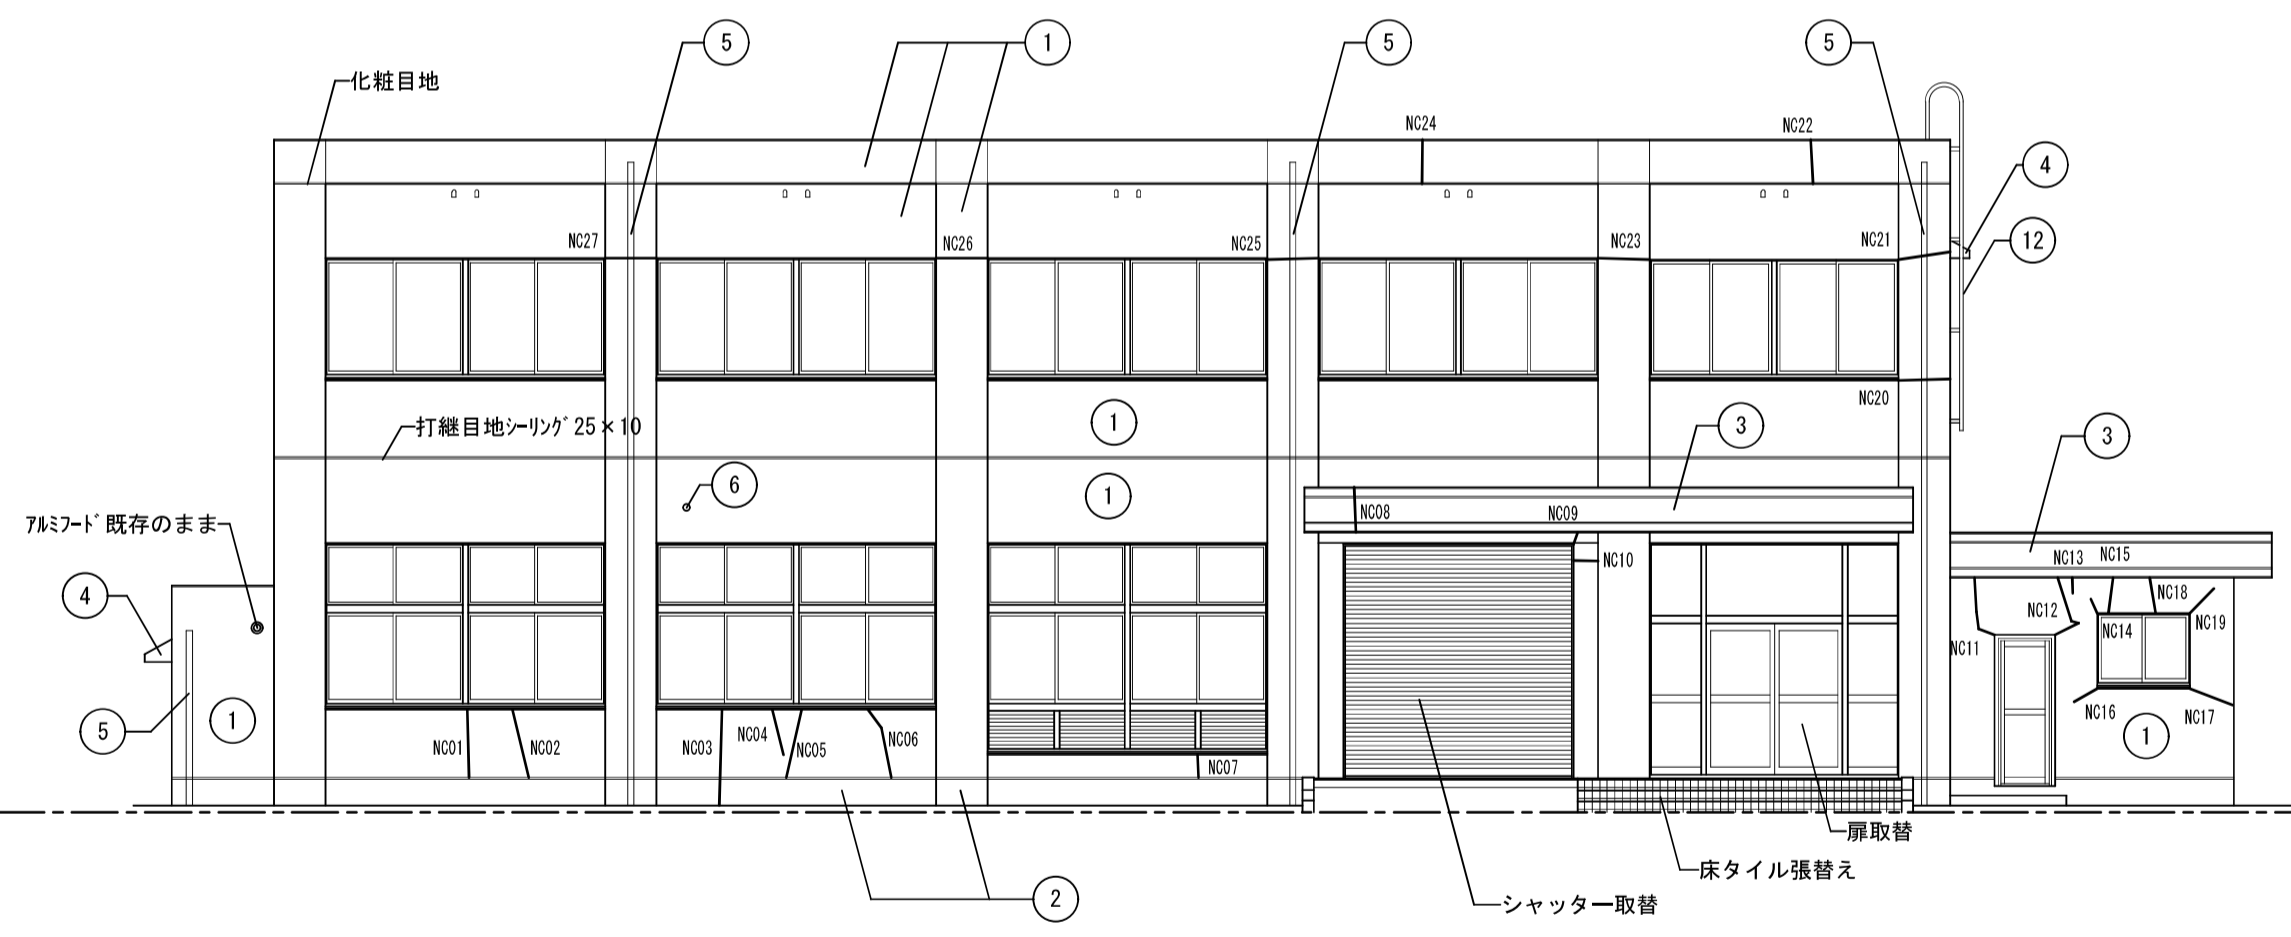 5
1
5
5
化粧目地
NC24
NC22
4
NC27
NC26
NC25
NC23
NC21
12
NC20
打継目地ｼｰﾘﾝｸﾞ25×10
1
3
3
6
1
ｱﾙﾐﾌｰﾄﾞ既存のまま
NC08
NC09
NC10
NC13
NC15
NC18
NC12
NC19
NC14
NC11
4
5
1
NC01
NC02
NC03
NC04
NC05
NC06
NC07
NC16
NC17
1
扉取替
床タイル張替え
シャッター取替
2